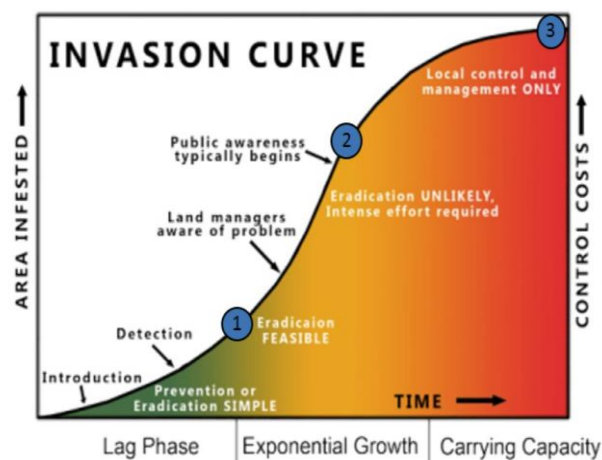 INVASION CURVE
3
Local control and
management ONLY
Public awareness
typically begins
2
Eradication UNLIKELY,
Intense effort required
Land managers
aware of problem
Detection
1
Eradicaion
FEASIBLE
Introduction
Prevention or
Eradication SIMPLE
AREA INFESTED
CONTROL COSTS
TIME
Lag Phase
Exponential Growth
Carrying Capacity